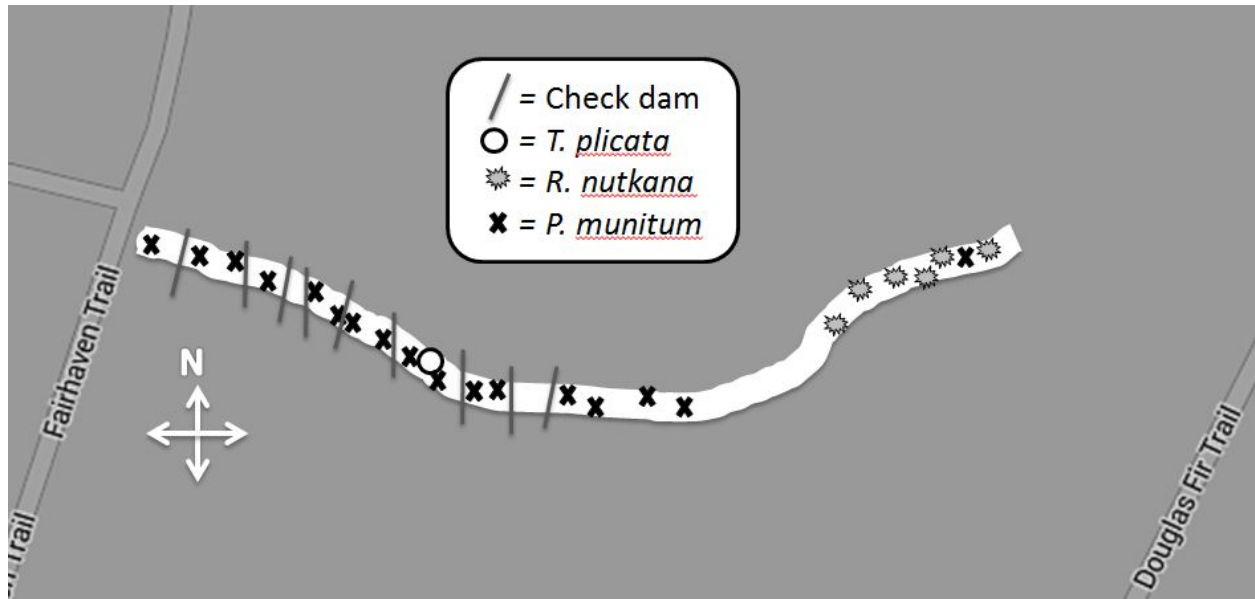 = Check dam
= T. plicata
= R. nutkana
= P. munitum
N
Fairhaven Trail
Trail
Douglas Fir Trail